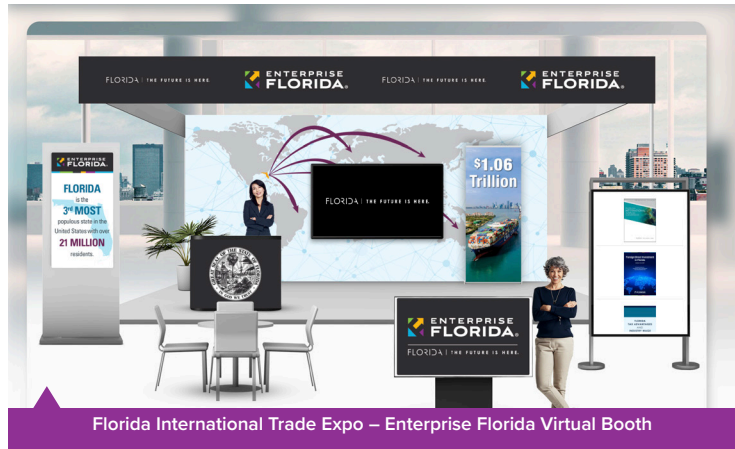 FLORIDA | THE FUTURE IS HERE.
ENTERPRISE
FLORIDA®
FLORIDA | THE FUTURE IS HERE.
ENTERPRISE
FLORIDA®
ENTERPRISE
FLORIDA®
FLORIDA
is the
3rd MOST
populous state in the
United States with over
21 MILLION
residents.
FLORIDA | THE FUTURE IS HERE.
$1.06
Trillion
ENTERPRISE
FLORIDA®
FLORIDA | THE FUTURE IS HERE.
Florida International Trade Expo – Enterprise Florida Virtual Booth